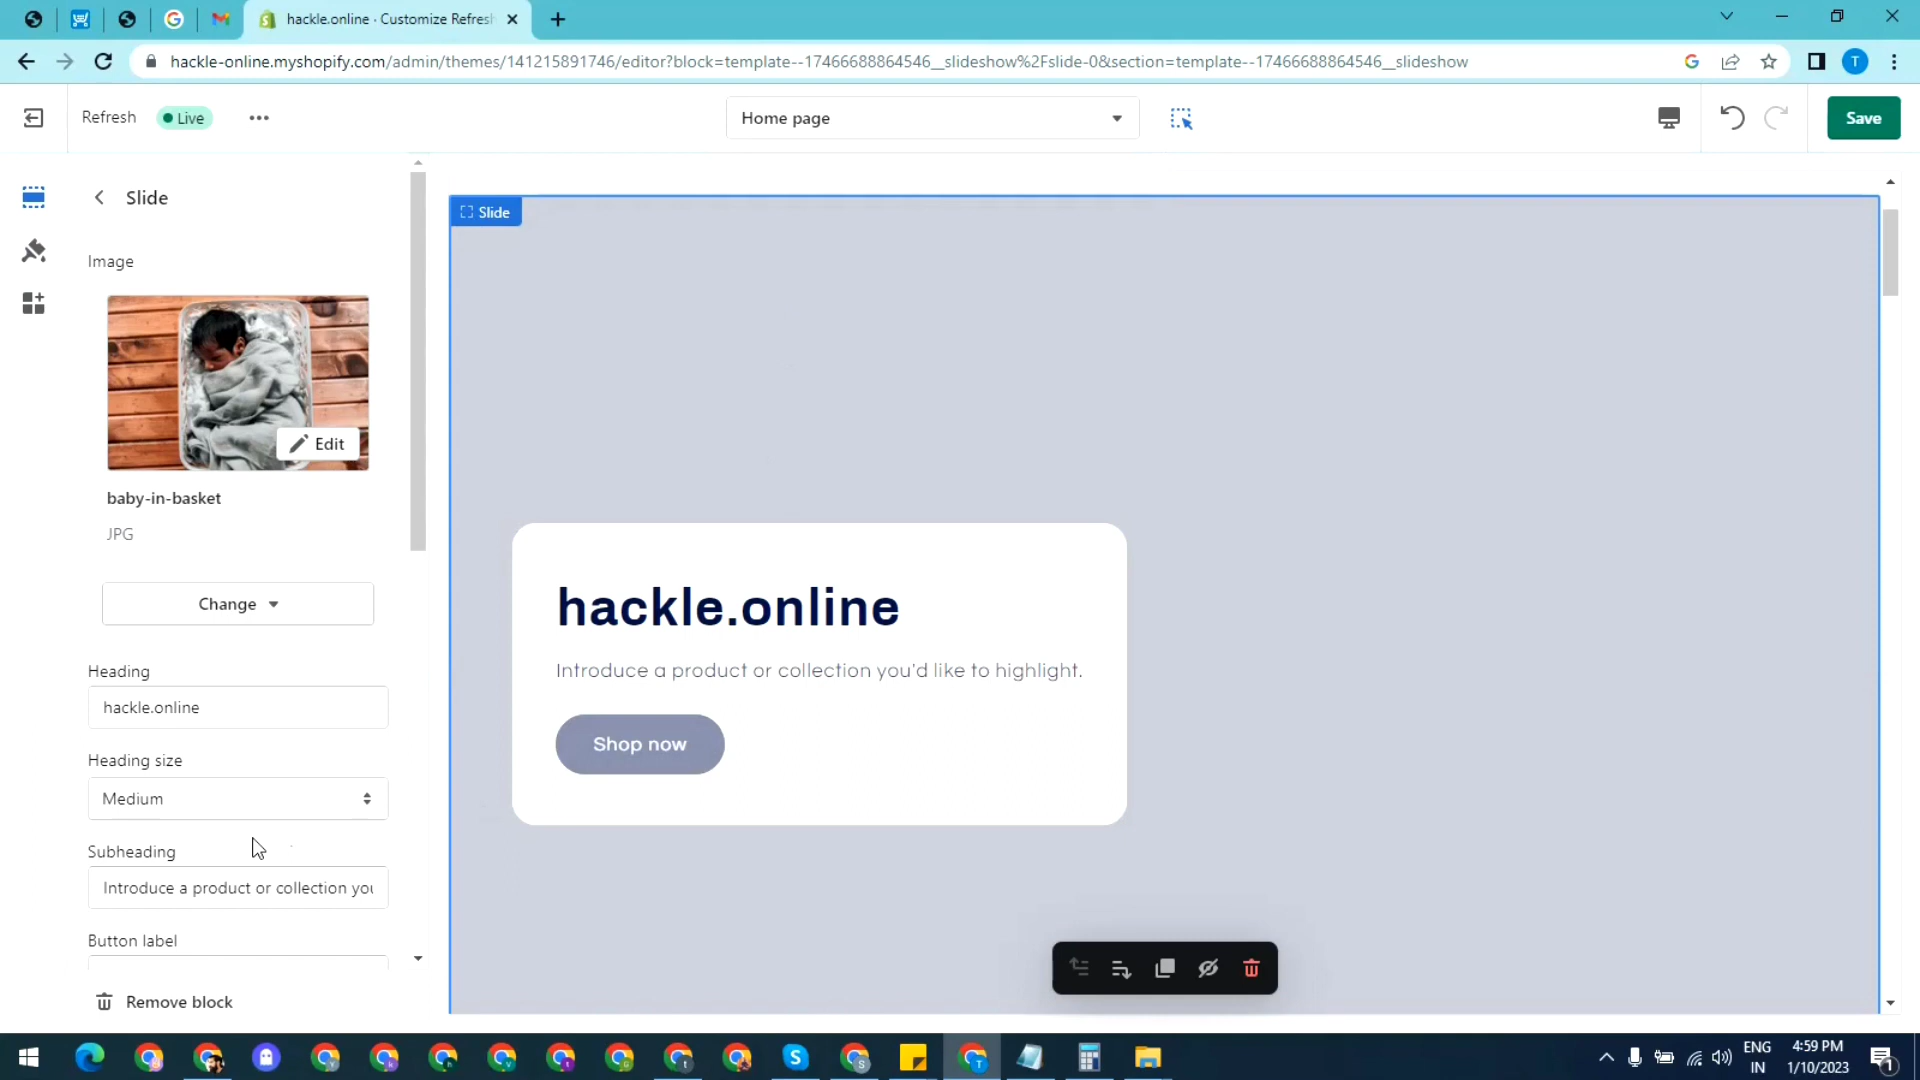 hackle.online · Customize Refresh
hackle-online.myshopify.com/admin/themes/141215891746/editor?block=template--17466688864546__slideshow%2Fslide-0&section=template--17466688864546__slideshow
T
Refresh
Live
Home page
Save
Slide
Slide
Image
Edit
baby-in-basket
JPG
Change
Heading
hackle.online
hackle.online
Introduce a product or collection you'd like to highlight.
Shop now
Heading size
Medium
Subheading
Introduce a product or collection you
Button label
Remove block
ENG
IN
4:59 PM
1/10/2023
1